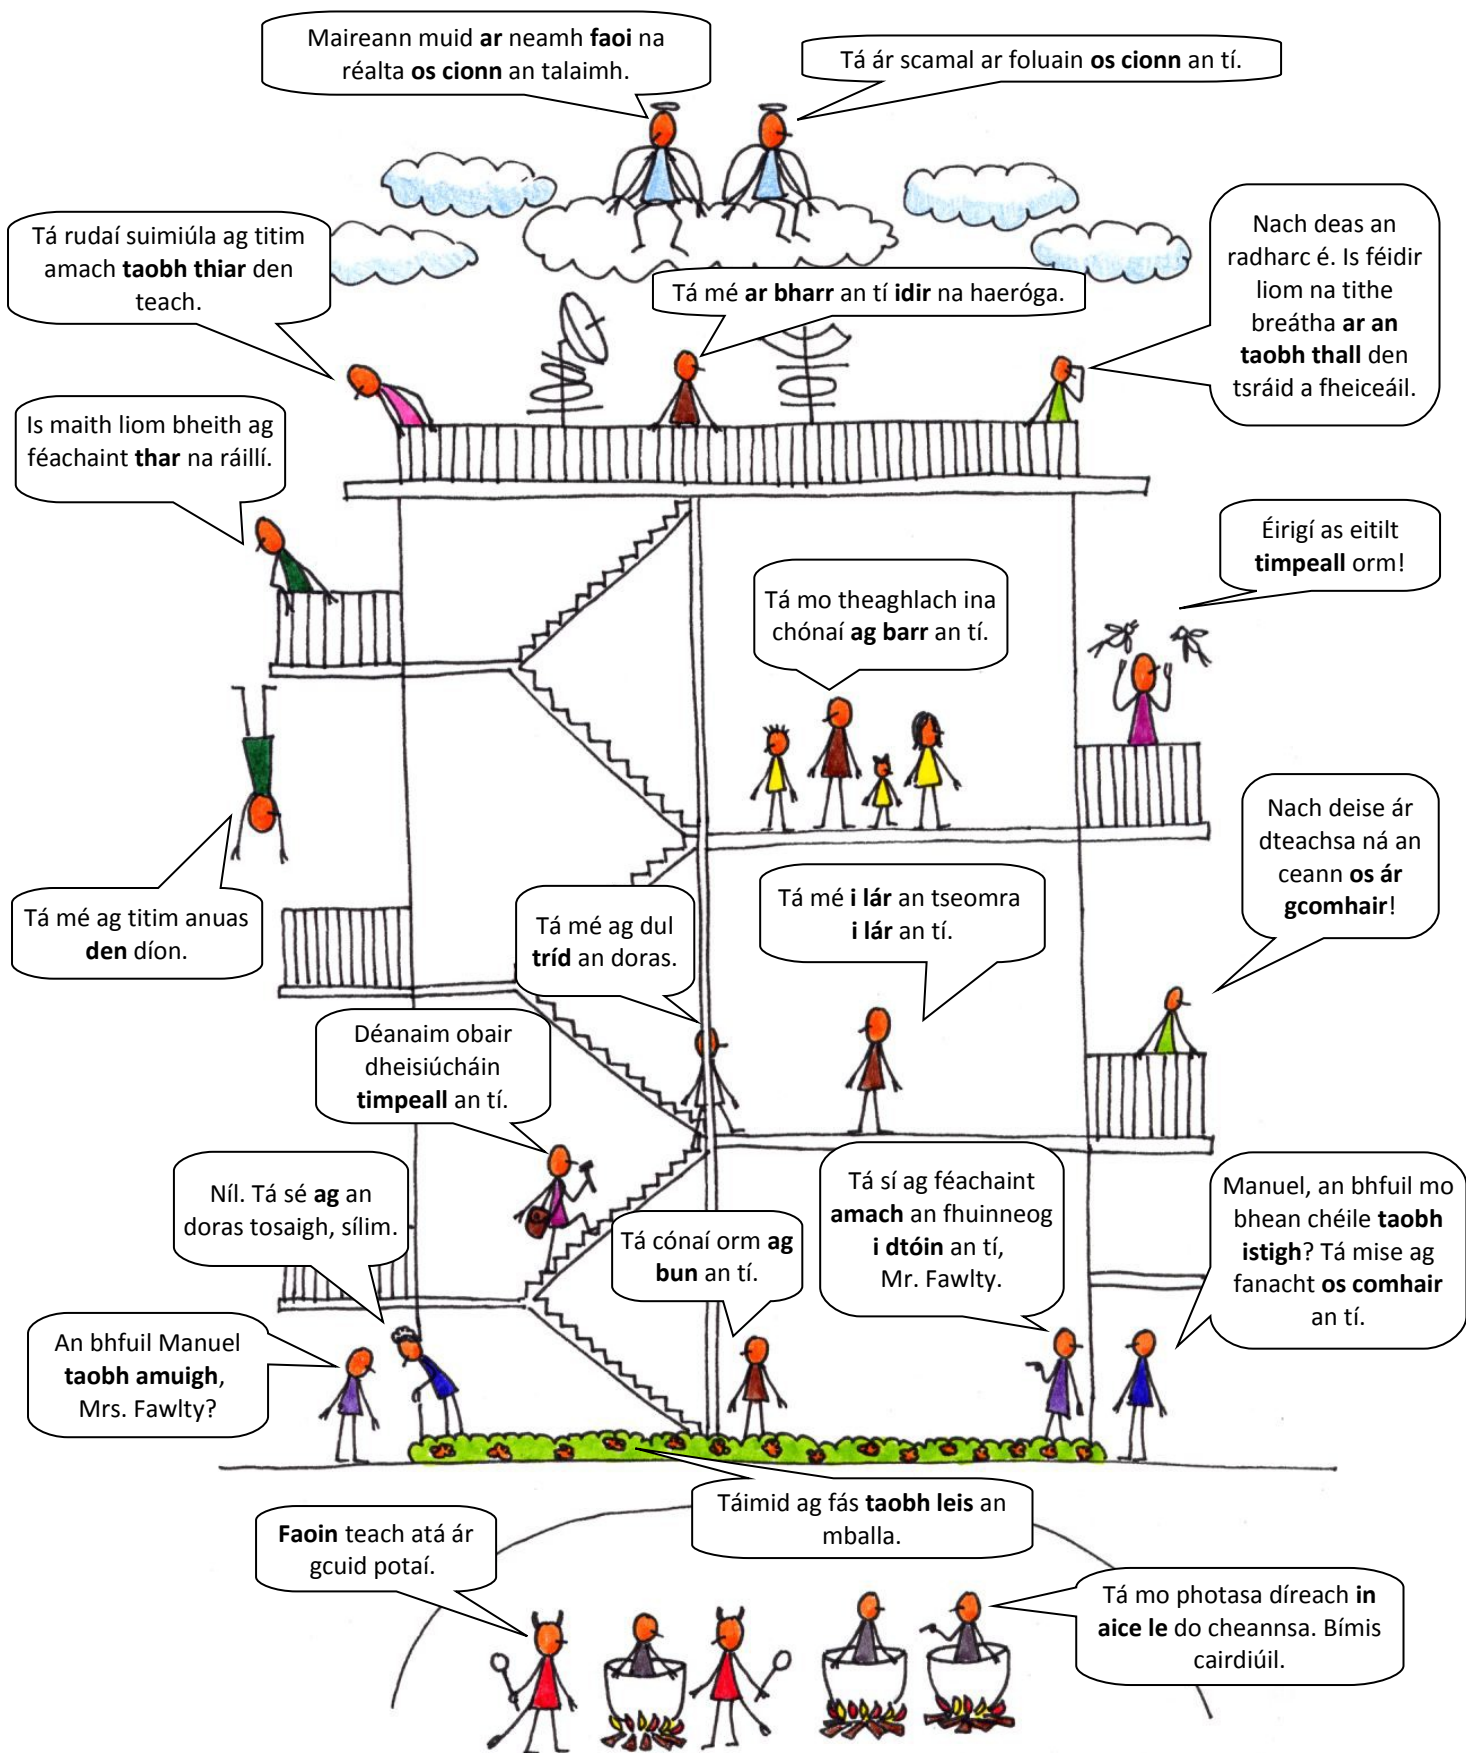 Maireann muid ar neamh faoi na
réalta os cionn an talaimh.
Tá ár scamal ar foluain os cionn an tí.
Tá rudaí suimiúla ag titim
amach taobh thiar den
teach.
Tá mé ar bharr an tí idir na haeróga.
Nach deas an
radharc é. Is féidir
liom na tithe
breátha ar an
taobh thall den
tsráid a fheiceáil.
Is maith liom bheith ag
féachaint thar na ráillí.
Éirigí as eitilt
timpeall orm!
Tá mo theaghlach ina
chónaí ag barr an tí.
Nach deise ár
dteachsa ná an
ceann os ár
gcomhair!
Tá mé ag titim anuas
den díon.
Tá mé ag dul
tríd an doras.
Tá mé i lár an tseomra
i lár an tí.
Déanaim obair
dheisiúcháin
timpeall an tí.
Níl. Tá sé ag an
doras tosaigh, sílim.
Tá cónaí orm ag
bun an tí.
Tá sí ag féachaint
amach an fhuinneog
i dtóin an tí,
Mr. Fawlty.
Manuel, an bhfuil mo
bhean chéile taobh
istigh? Tá mise ag
fanacht os comhair
an tí.
An bhfuil Manuel
taobh amuigh,
Mrs. Fawlty?
Táimid ag fás taobh leis an
mballa.
Faoin teach atá ár
gcuid potaí.
Tá mo photasa díreach in
aice le do cheannsa. Bímis
cairdiúil.